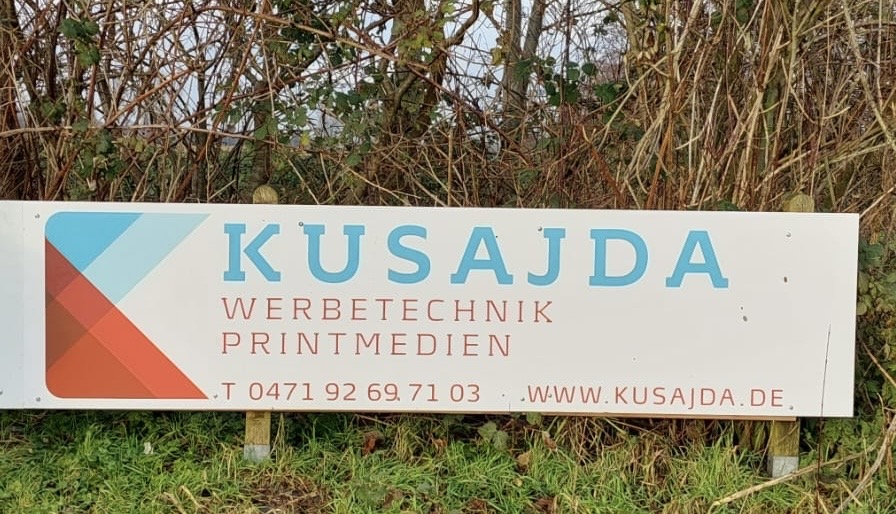 KUSAJDA
WERBETECHNIK
PRINTMEDIEN
T 0471 92 69 71 03 WWW.KUSAJDA.DE